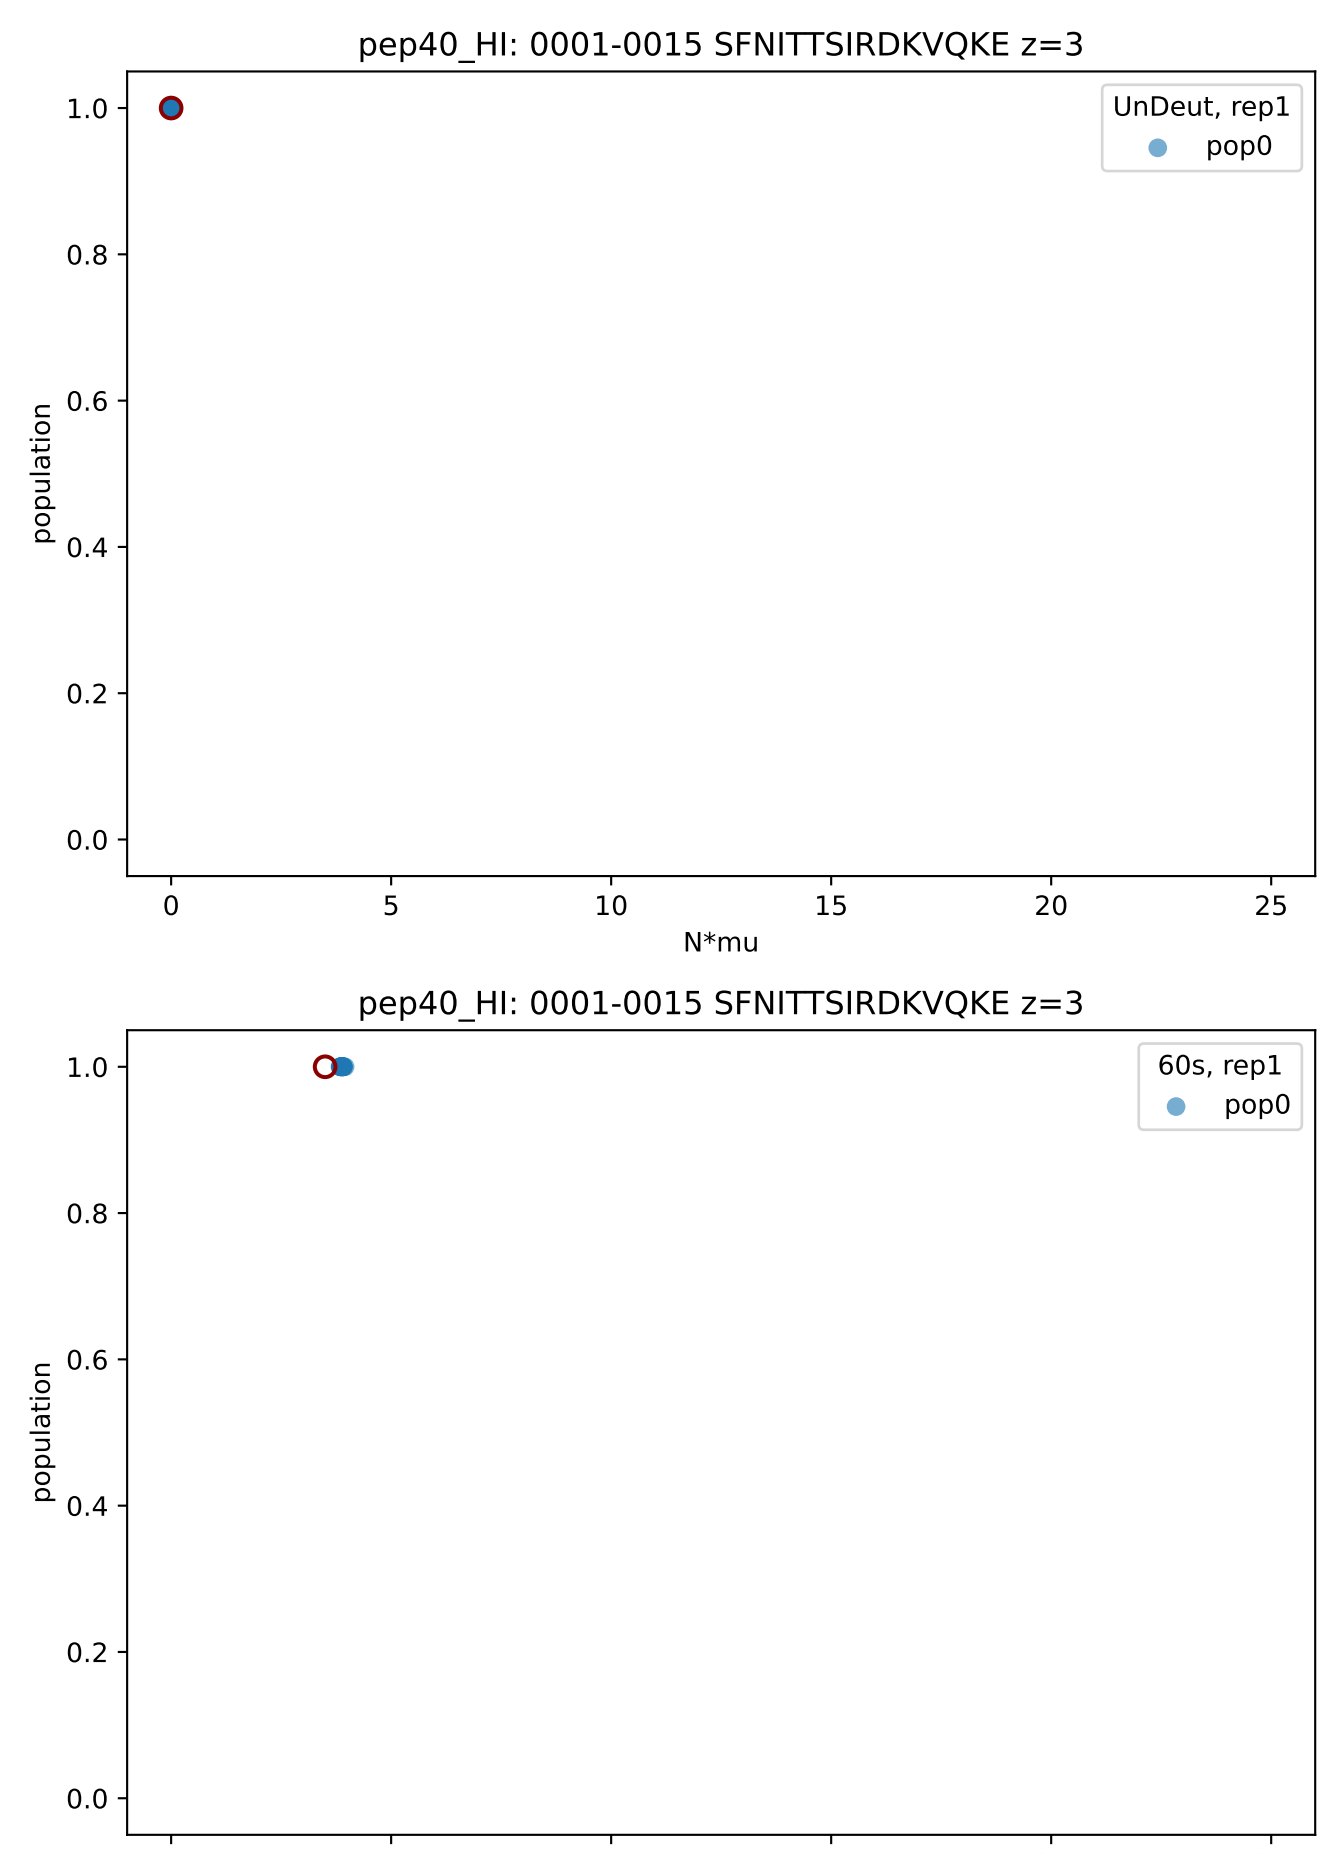 pep40_HI: 0001-0015 SFNITTSIRDKVQKE z=3
UnDeut, rep1
pop0
1.0
0.8
0.6
0.4
0.2
0.0
population
0
5
10
15
20
25
N*mu
pep40_HI: 0001-0015 SFNITTSIRDKVQKE z=3
60s, rep1
pop0
1.0
0.8
0.6
0.4
0.2
0.0
population